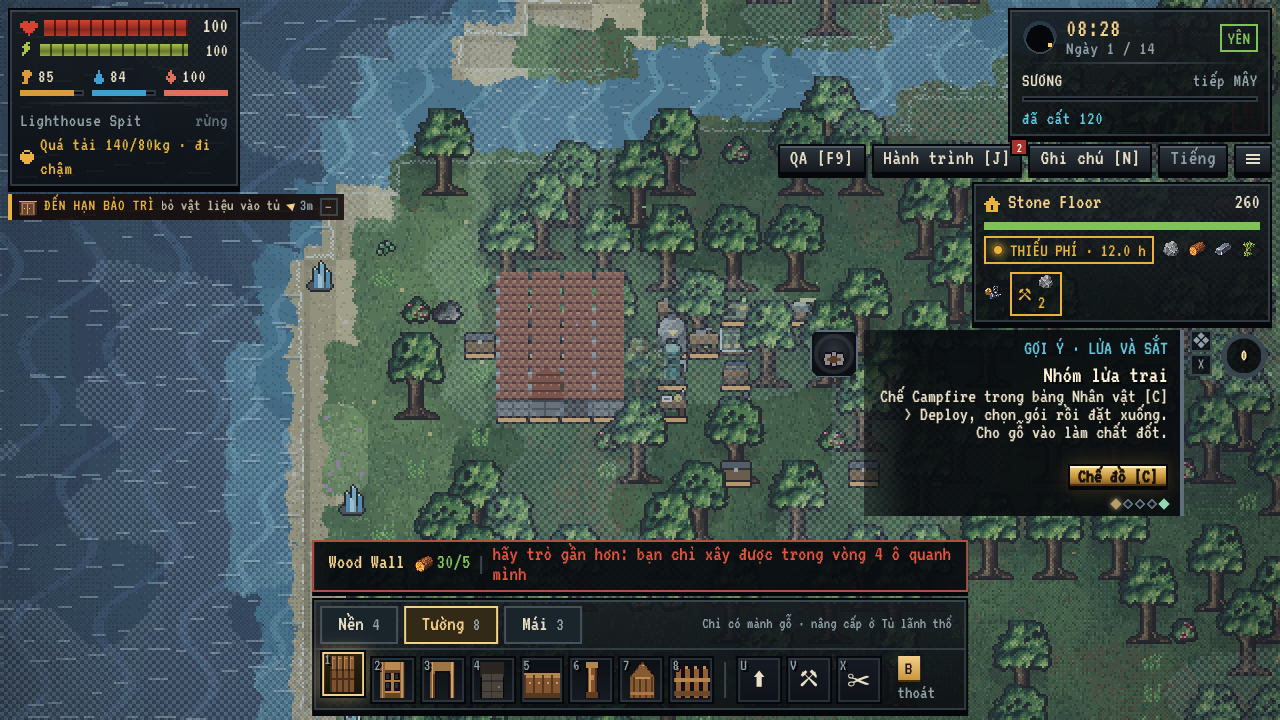 100
100
85 84 100
Lighthouse Spit rừng
Quá tải 140/80kg · đi
chậm
ĐẾN HẠN BẢO TRÌ bỏ vật liệu vào tủ 3m −
08:28
Ngày 1 / 14
YÊN
SƯƠNG tiếp MÂY
đã cất 120
QA [F9]
Hành trình [J]
2
Ghi chú [N]
Tiếng
Stone Floor 260
THIẾU PHÍ · 12.0 h
2
GỢI Ý · LỬA VÀ SẮT
Nhóm lửa trại
Chế Campfire trong bảng Nhân vật [C]
› Deploy, chọn gói rồi đặt xuống.
Cho gỗ vào làm chất đốt.
Chế đồ [C]
X
0
Wood Wall 30/5
hãy trỏ gần hơn: bạn chỉ xây được trong vòng 4 ô quanh
mình
Nền 4
Tường 8
Mái 3
Chỉ có mảnh gỗ · nâng cấp ở Tủ lãnh thổ
1 2 3 4 5 6 7 8 U V X B
thoát